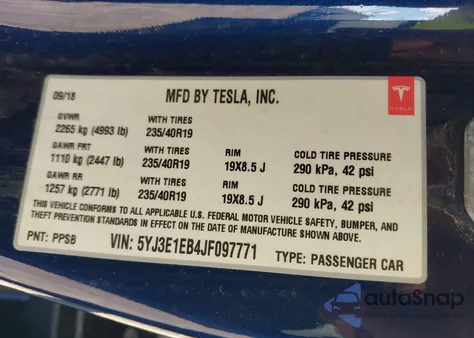 09/18 MFD BY TESLA, INC.
TESLA
GVWR WITH TIRES
2265 kg (4993 lb) 235/40R19
GAWR FRT WITH TIRES RIM COLD TIRE PRESSURE
1110 kg (2447 lb) 235/40R19 19X8.5 J 290 kPa, 42 psi
GAWR RR WITH TIRES RIM COLD TIRE PRESSURE
1257 kg (2771 lb) 235/40R19 19X8.5 J 290 kPa, 42 psi
THIS VEHICLE CONFORMS TO ALL APPLICABLE U.S. FEDERAL MOTOR VEHICLE SAFETY, BUMPER, AND
THEFT PREVENTION STANDARDS IN EFFECT ON THE DATE OF MANUFACTURE SHOWN ABOVE.
PNT: PPSB VIN: 5YJ3E1EB4JF097771 TYPE: PASSENGER CAR
autoSnap